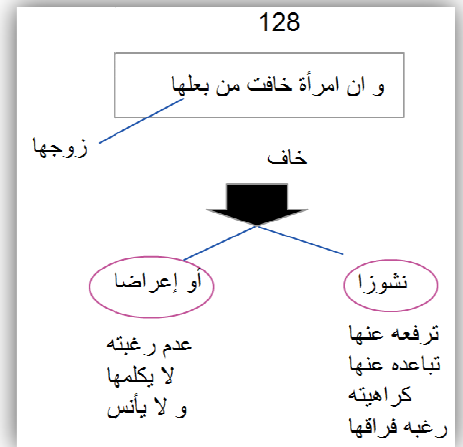 128
و ان امرأة خافت من بعلها
زوجها
خاف
نشوزا
أو إعراضا
ترفعه عنها
تباعده عنها
كراهيته
رغبه فراقها
عدم رغبته
لا يكلمها
و لا يأنس